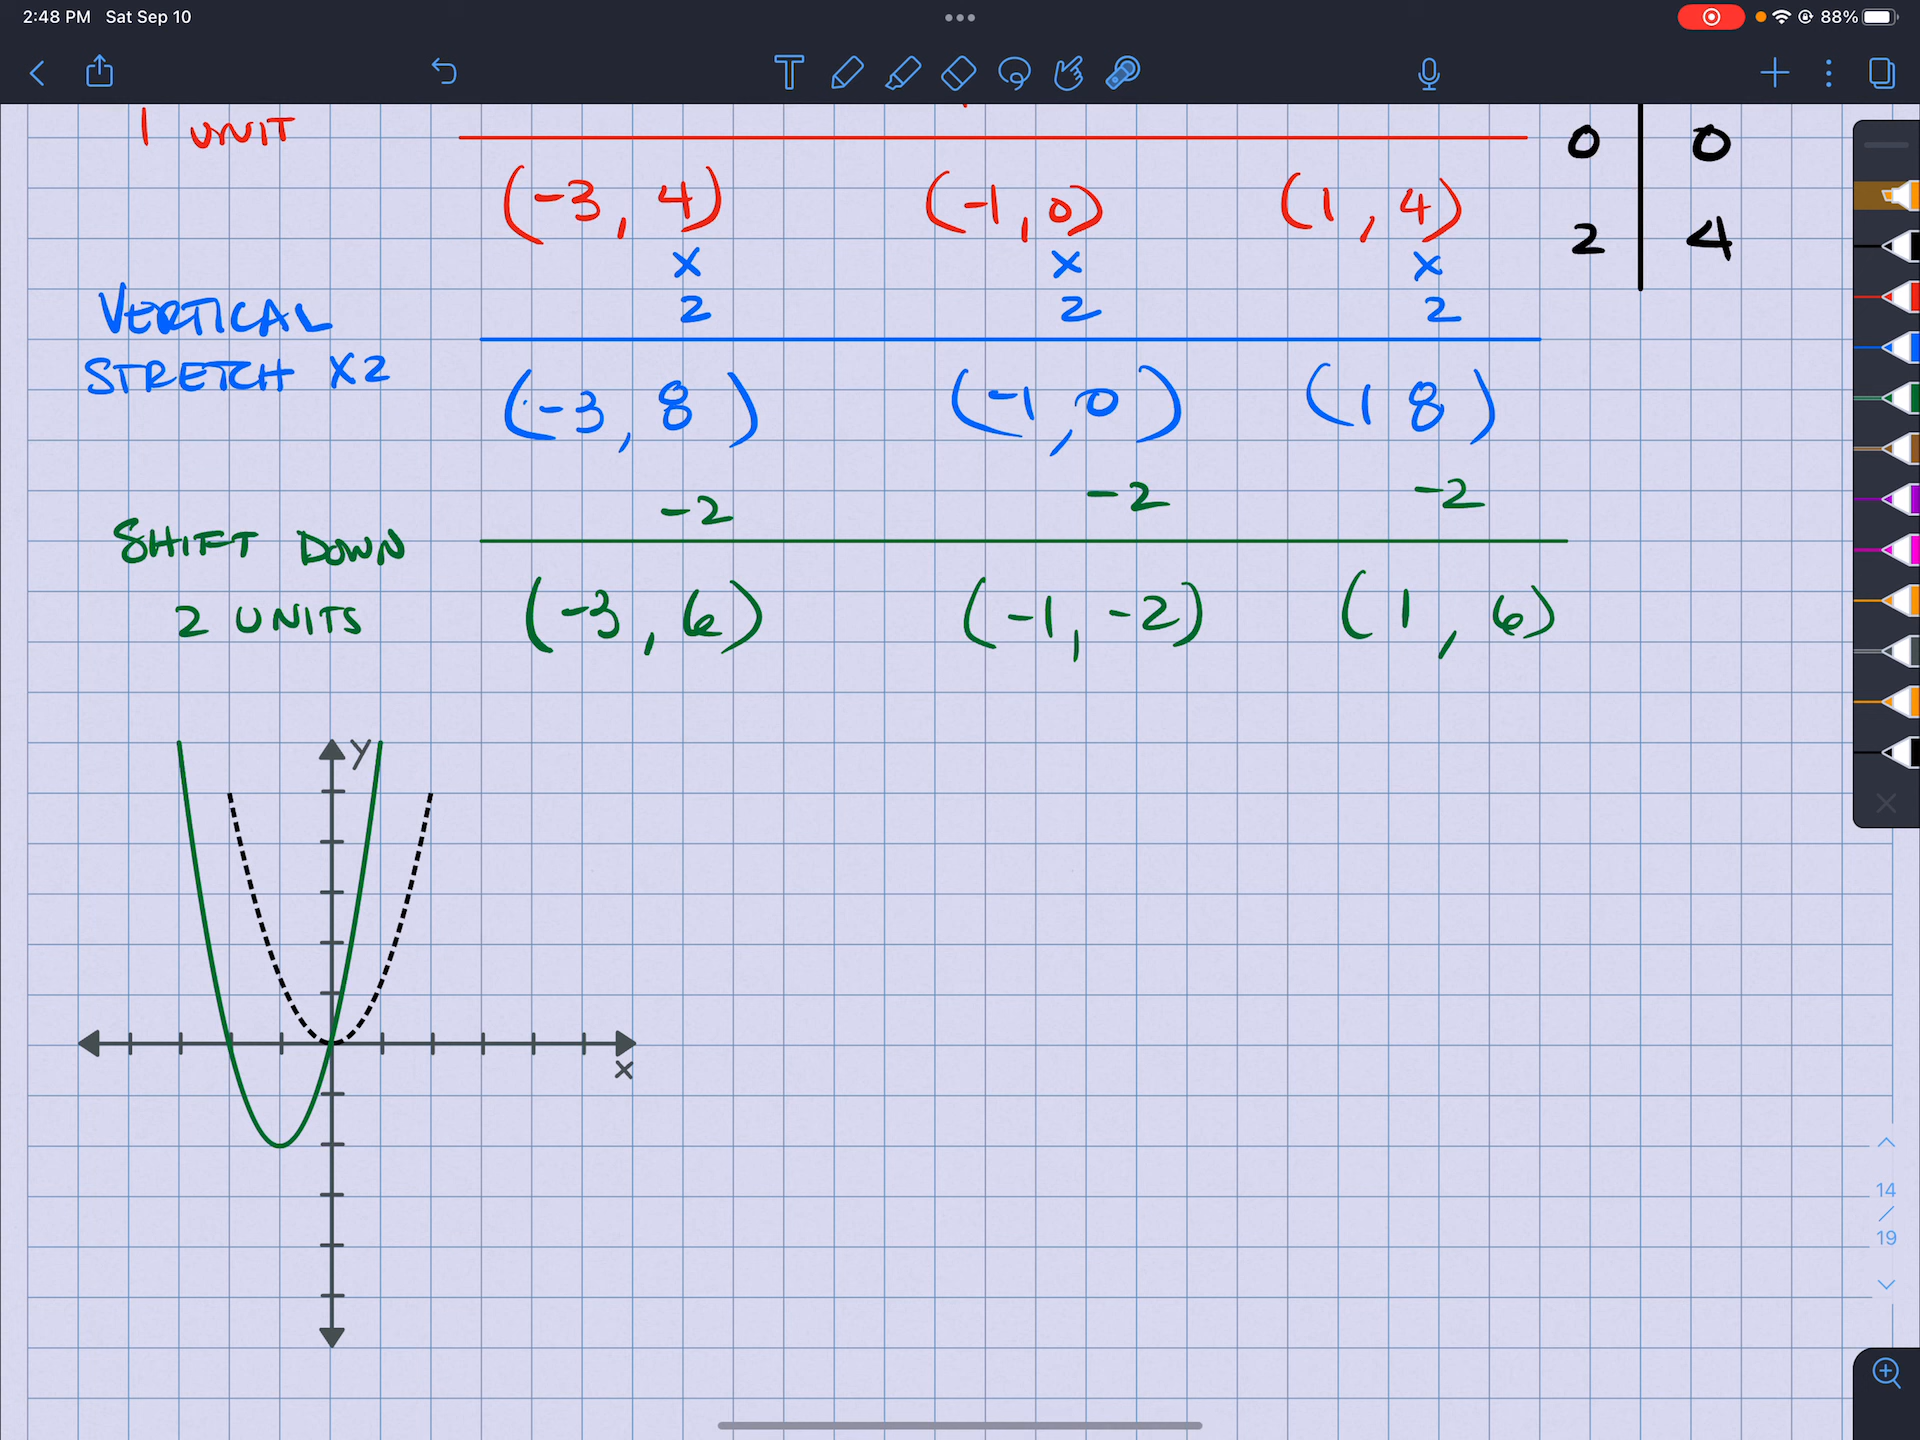 2:48 PM Sat Sep 10 88%
1 UNIT
0 0
(-3, 4) (-1, 0) (1, 4)
2 4
x x x
2 2 2
VERTICAL
STRETCH X2
(-3, 8) (-1, 0) (1 8)
-2 -2 -2
SHIFT DOWN
2 UNITS
(-3, 6) (-1, -2) (1, 6)
y
x
14
/
19